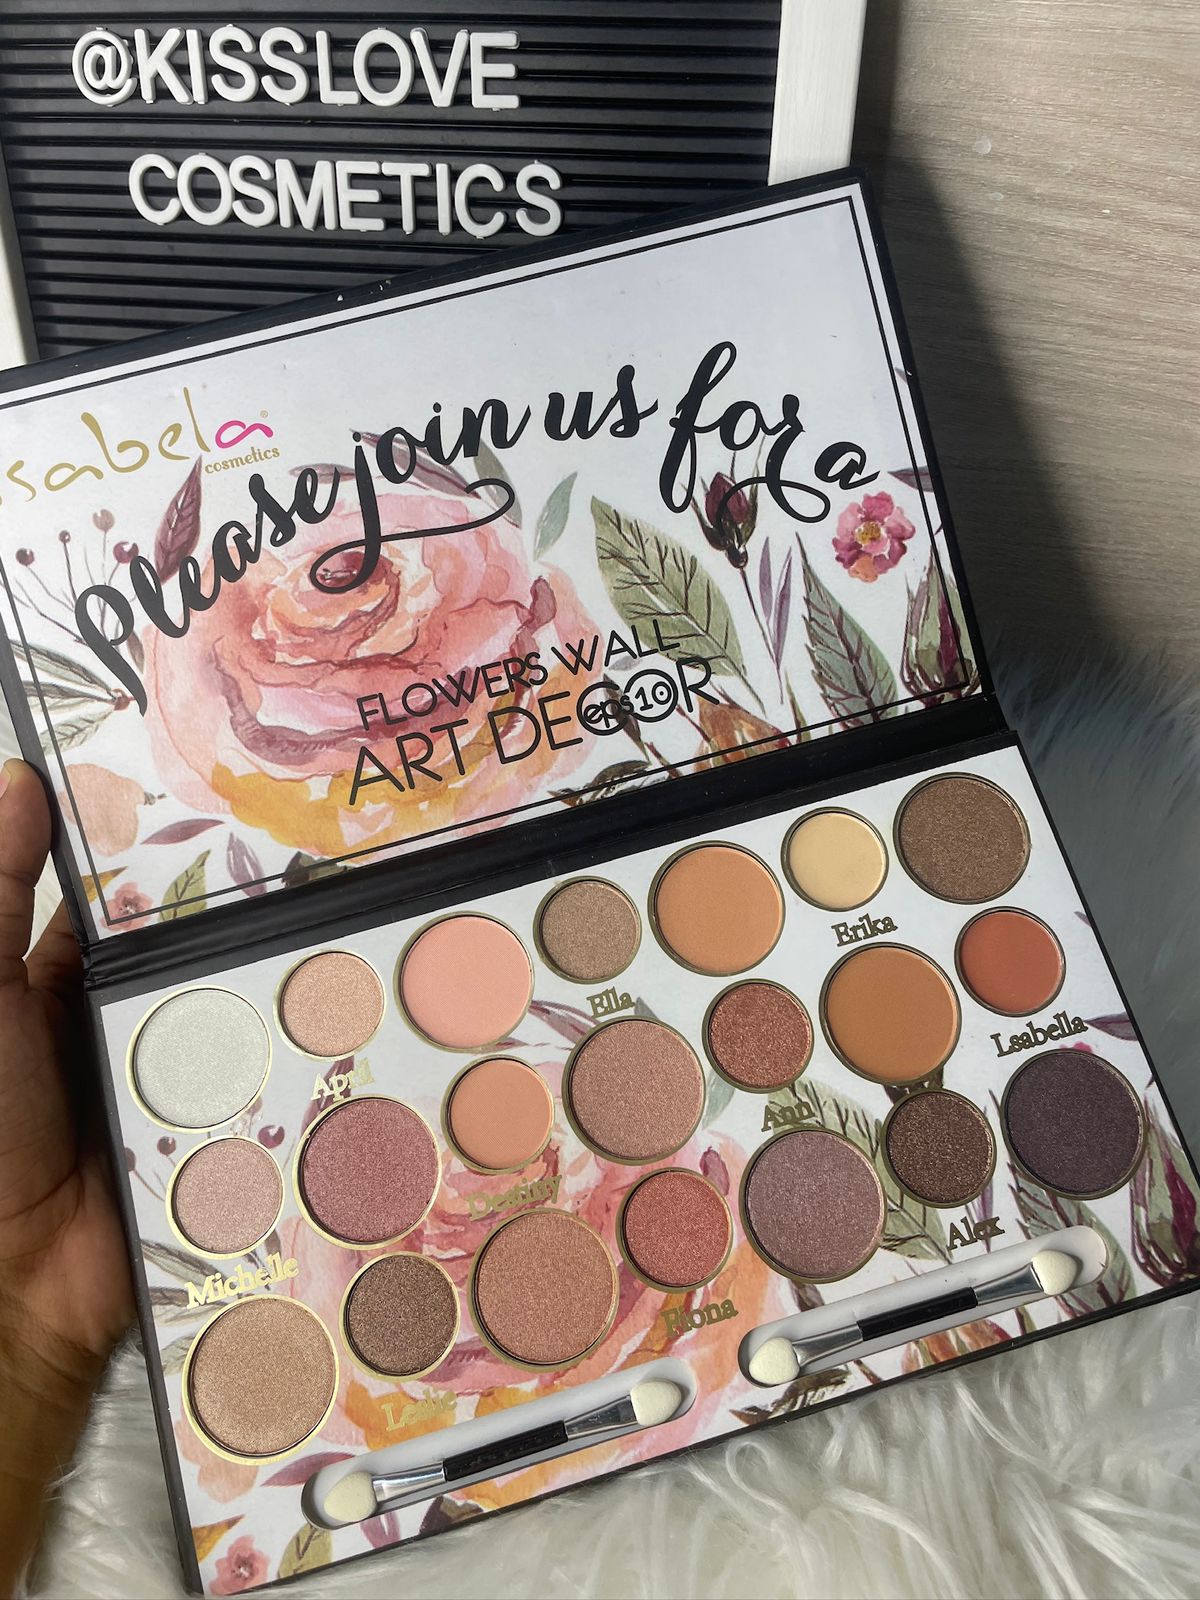 @KISSLOVE
COSMETICS
sabela®
cosmetics
Please join us for a
FLOWERS WALL
ART DECOR
eps10
Erika
Ella
Lsabella
April
Ann
Destiny
Alex
Michelle
Fiona
Leslie